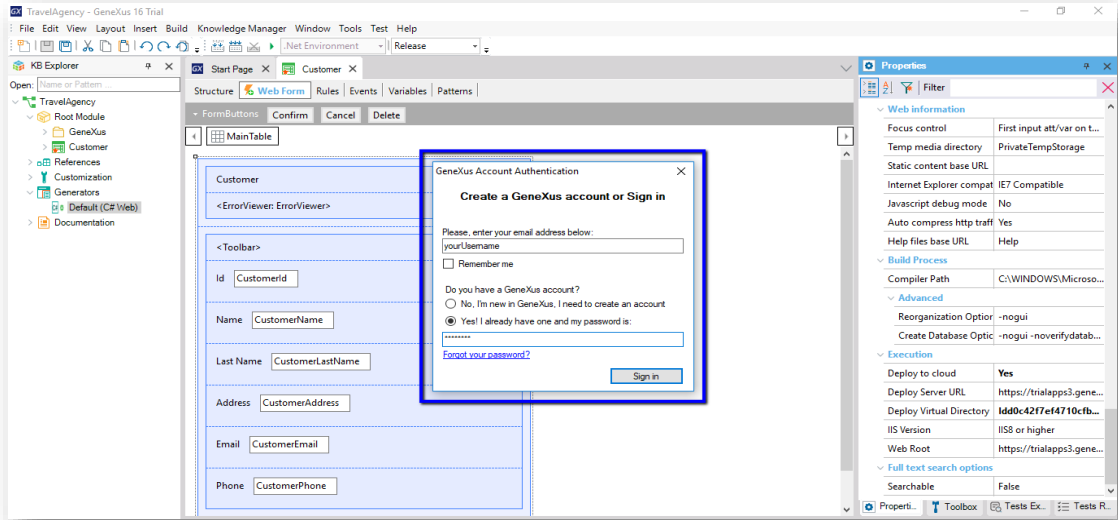 TravelAgency - GeneXus 16 Trial
File Edit View Layout Insert Build Knowledge Manager Window Tools Test Help
.Net Environment Release
KB Explorer
Open: Name or Pattern ...
TravelAgency
Root Module
GeneXus
Customer
References
Customization
Generators
Default (C# Web)
Documentation
Start Page Customer
Structure Web Form Rules Events Variables Patterns
FormButtons Confirm Cancel Delete
MainTable
Customer
<ErrorViewer: ErrorViewer>
<Toolbar>
Id CustomerId
Name CustomerName
Last Name CustomerLastName
Address CustomerAddress
Email CustomerEmail
Phone CustomerPhone
GeneXus Account Authentication
Create a GeneXus account or Sign in
Please, enter your email address below:
yourUsername
Remember me
Do you have a GeneXus account?
No, I'm new in GeneXus, I need to create an account
Yes! I already have one and my password is:
********
Forgot your password?
Sign in
Properties
Filter
Web information
Focus control First input att/var on t...
Temp media directory PrivateTempStorage
Static content base URL
Internet Explorer compat IE7 Compatible
Javascript debug mode No
Auto compress http traff Yes
Help files base URL Help
Build Process
Compiler Path C:\WINDOWS\Microso...
Advanced
Reorganization Option -nogui
Create Database Optic -nogui -noverifydatab...
Execution
Deploy to cloud Yes
Deploy Server URL https://trialapps3.gene...
Deploy Virtual Directory Idd0c42f7ef4710cfb...
IIS Version IIS8 or higher
Web Root https://trialapps3.gene...
Full text search options
Searchable False
Properti... Toolbox Tests Ex... Tests R...